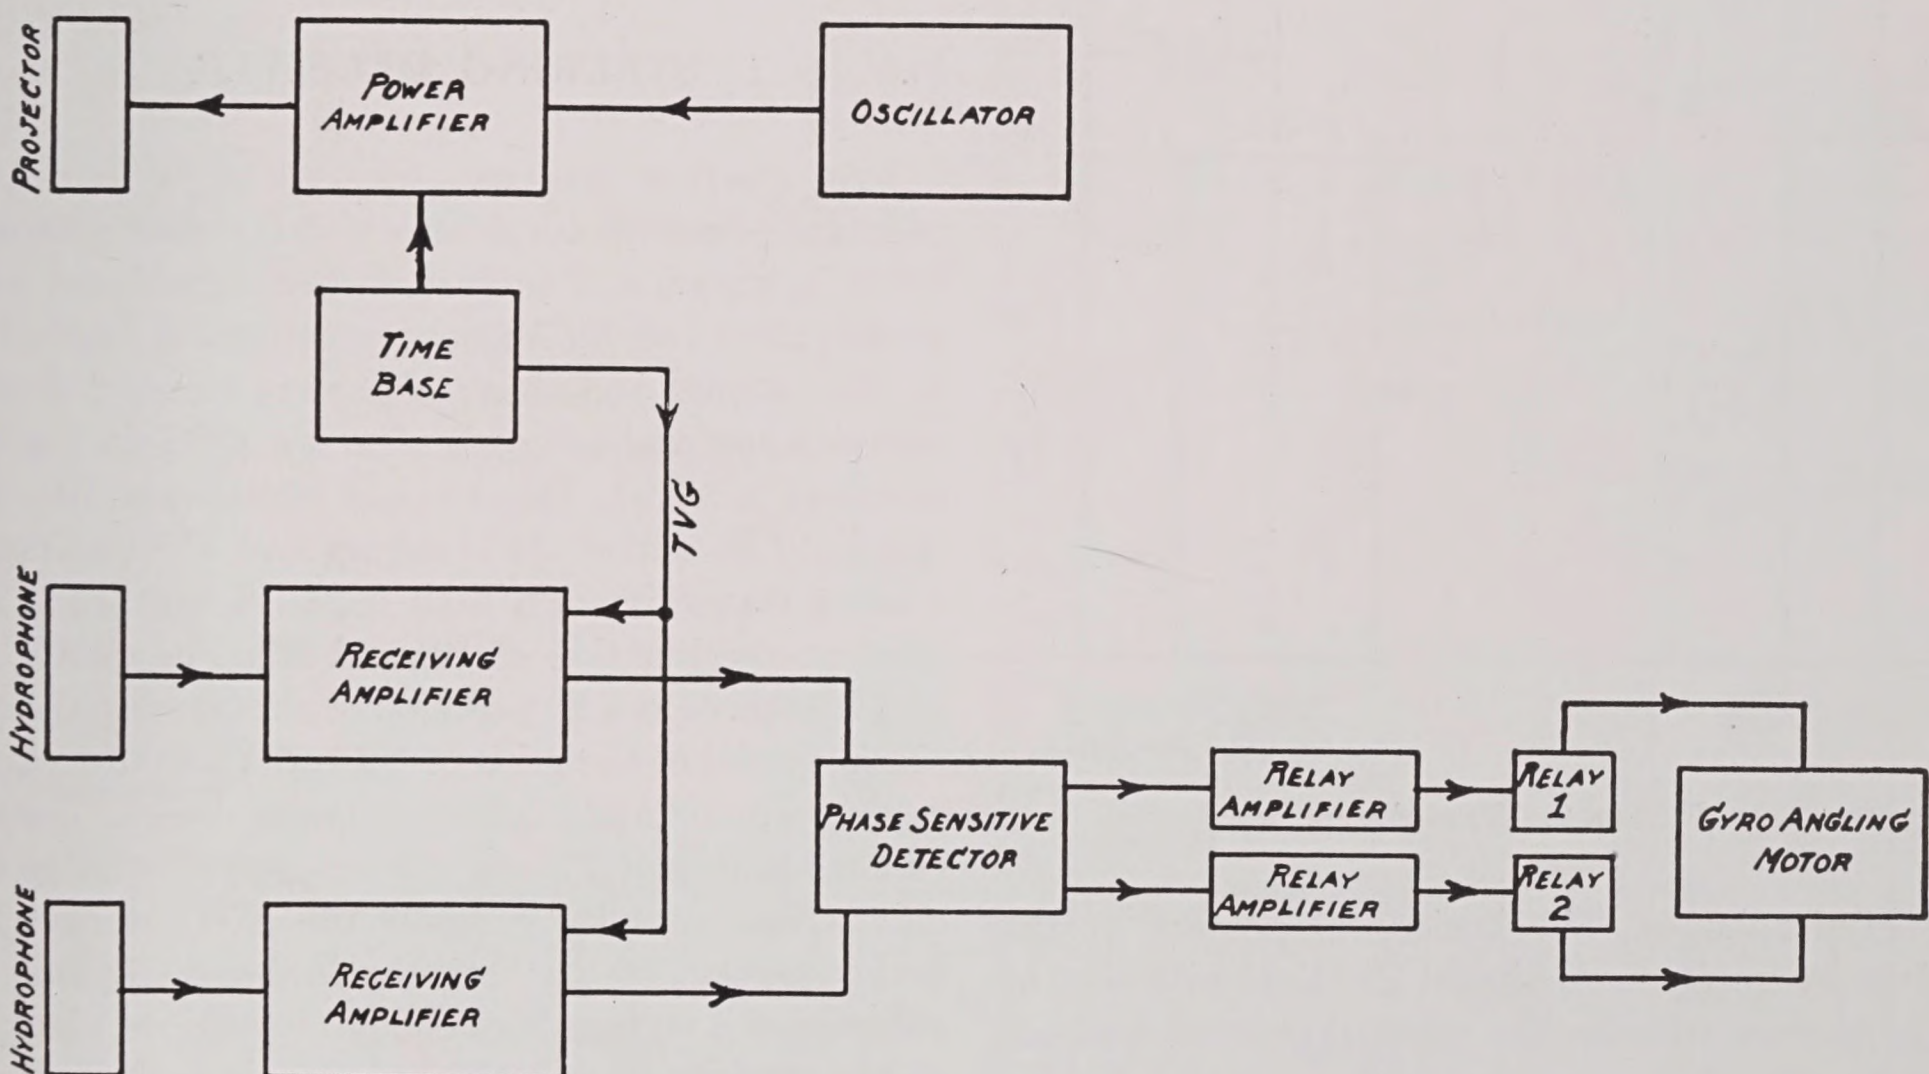 PROJECTOR
POWER
AMPLIFIER
OSCILLATOR
TIME
BASE
TVG
HYDROPHONE
RECEIVING
AMPLIFIER
HYDROPHONE
RECEIVING
AMPLIFIER
PHASE SENSITIVE
DETECTOR
RELAY
AMPLIFIER
RELAY
1
RELAY
AMPLIFIER
RELAY
2
GYRO ANGLING
MOTOR